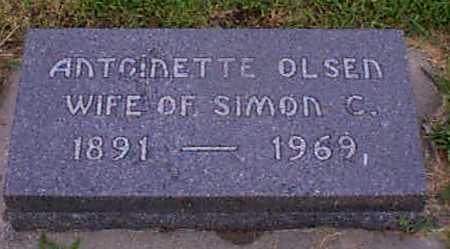 ANTOINETTE OLSEN
WIFE OF SIMON C.
1891 — 1969,